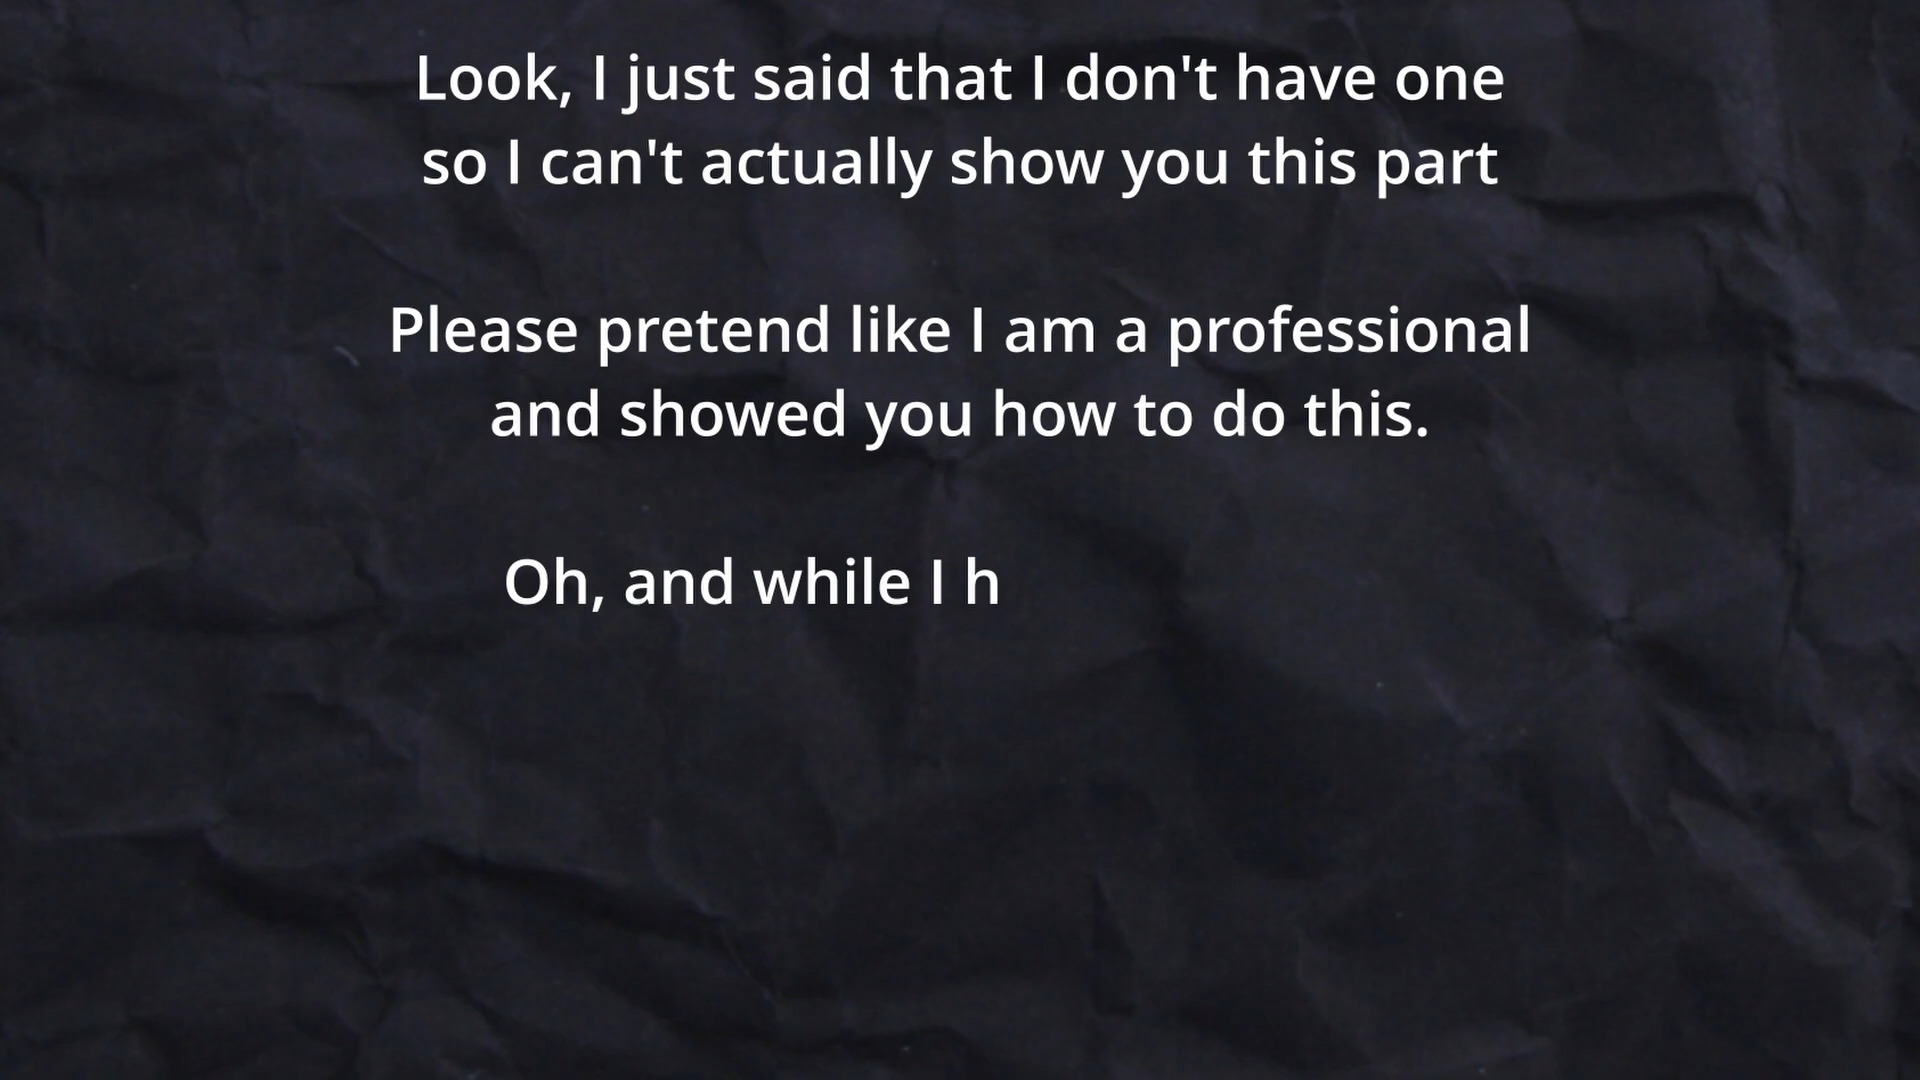 Look, I just said that I don't have one
so I can't actually show you this part
Please pretend like I am a professional
and showed you how to do this.
Oh, and while I h